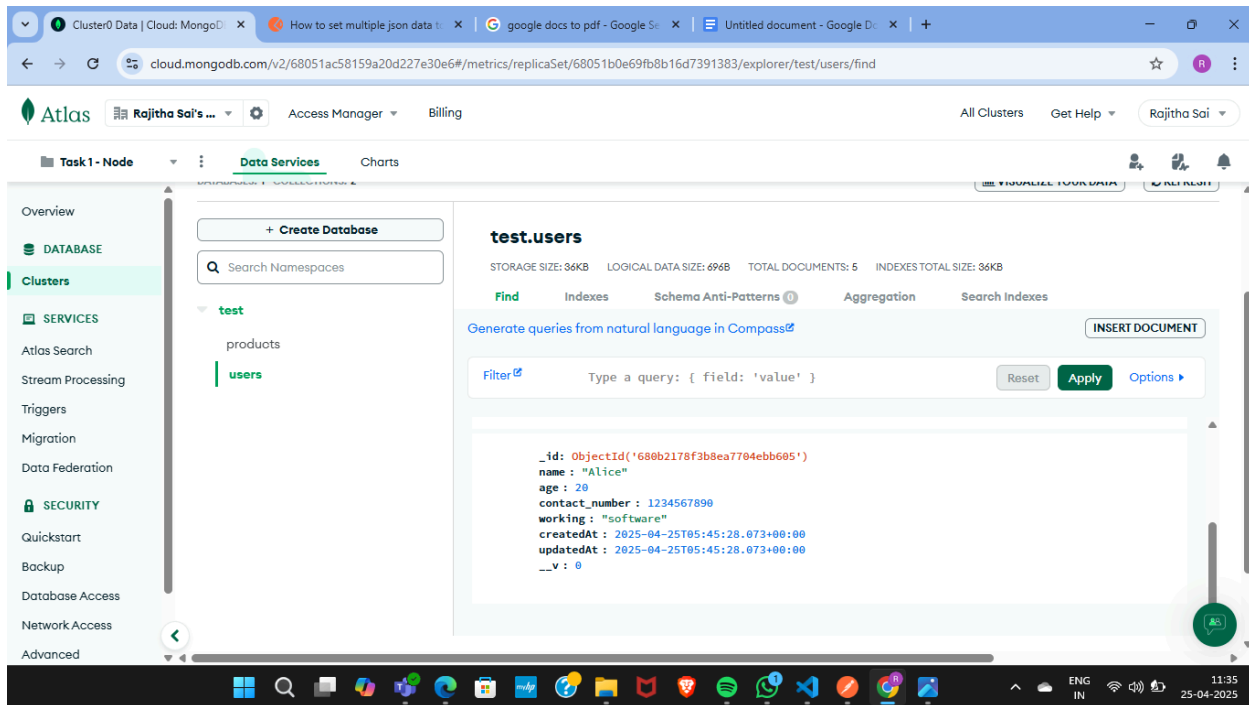 Cluster0 Data | Cloud: MongoD
How to set multiple json data to
google docs to pdf - Google Se
Untitled document - Google Do
cloud.mongodb.com/v2/68051ac58159a20d227e30e6#/metrics/replicaSet/68051b0e69fb8b16d7391383/explorer/test/users/find
R
Atlas
Rajitha Sai's ...
Access Manager
Billing
All Clusters
Get Help
Rajitha Sai
Task 1 - Node
Data Services
Charts
DATABASES: 1 COLLECTIONS: 2
VISUALIZE YOUR DATA
REFRESH
Overview
DATABASE
Clusters
SERVICES
Atlas Search
Stream Processing
Triggers
Migration
Data Federation
SECURITY
Quickstart
Backup
Database Access
Network Access
Advanced
+ Create Database
Search Namespaces
test
products
users
test.users
STORAGE SIZE: 36KB LOGICAL DATA SIZE: 696B TOTAL DOCUMENTS: 5 INDEXES TOTAL SIZE: 36KB
Find Indexes Schema Anti-Patterns 0 Aggregation Search Indexes
Generate queries from natural language in Compass
INSERT DOCUMENT
Filter
Type a query: { field: 'value' }
Reset
Apply
Options
_id: ObjectId('680b2178f3b8ea7704ebb605')
name : "Alice"
age : 20
contact_number : 1234567890
working : "software"
createdAt : 2025-04-25T05:45:28.073+00:00
updatedAt : 2025-04-25T05:45:28.073+00:00
__v : 0
myhp
1
R
ENG
IN
11:35
25-04-2025